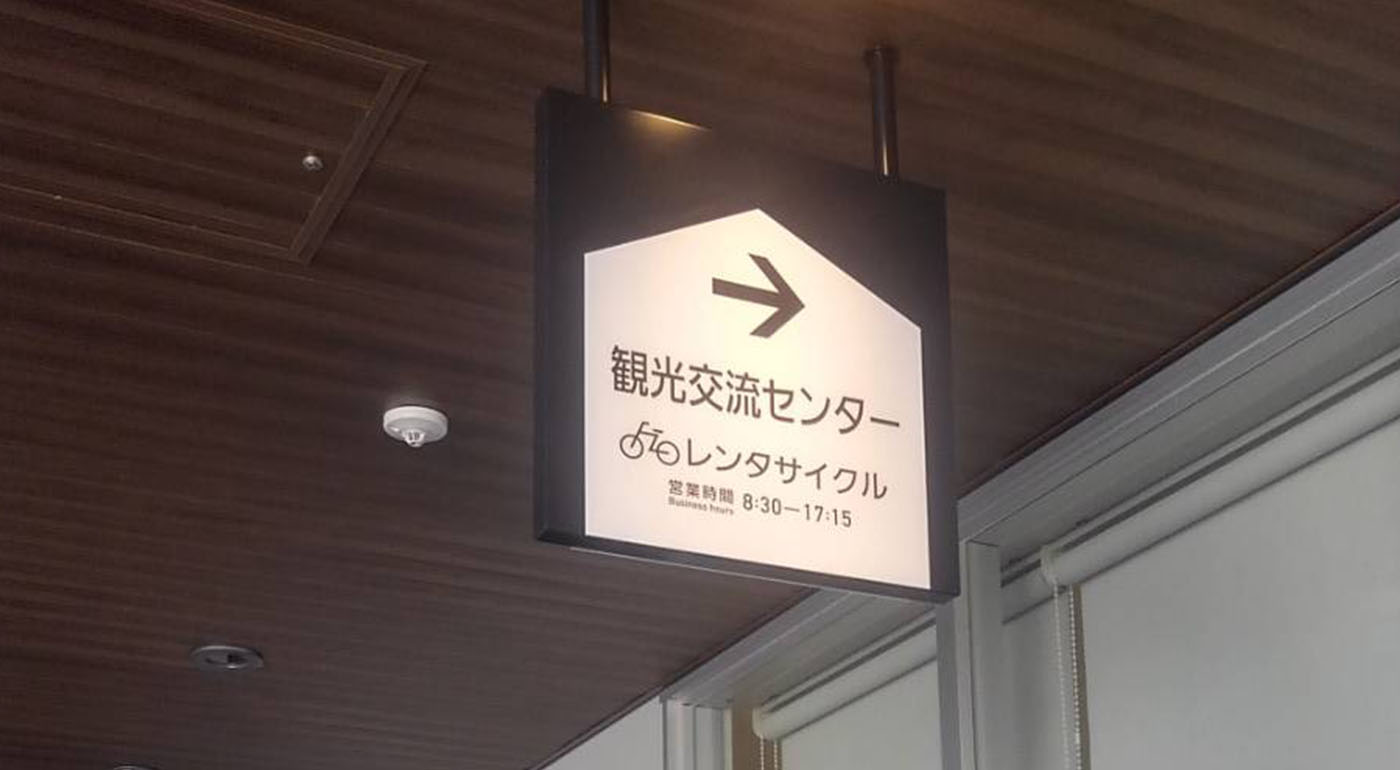 →
観光交流センター
レンタサイクル
営業時間 8:30—17:15
Business hours